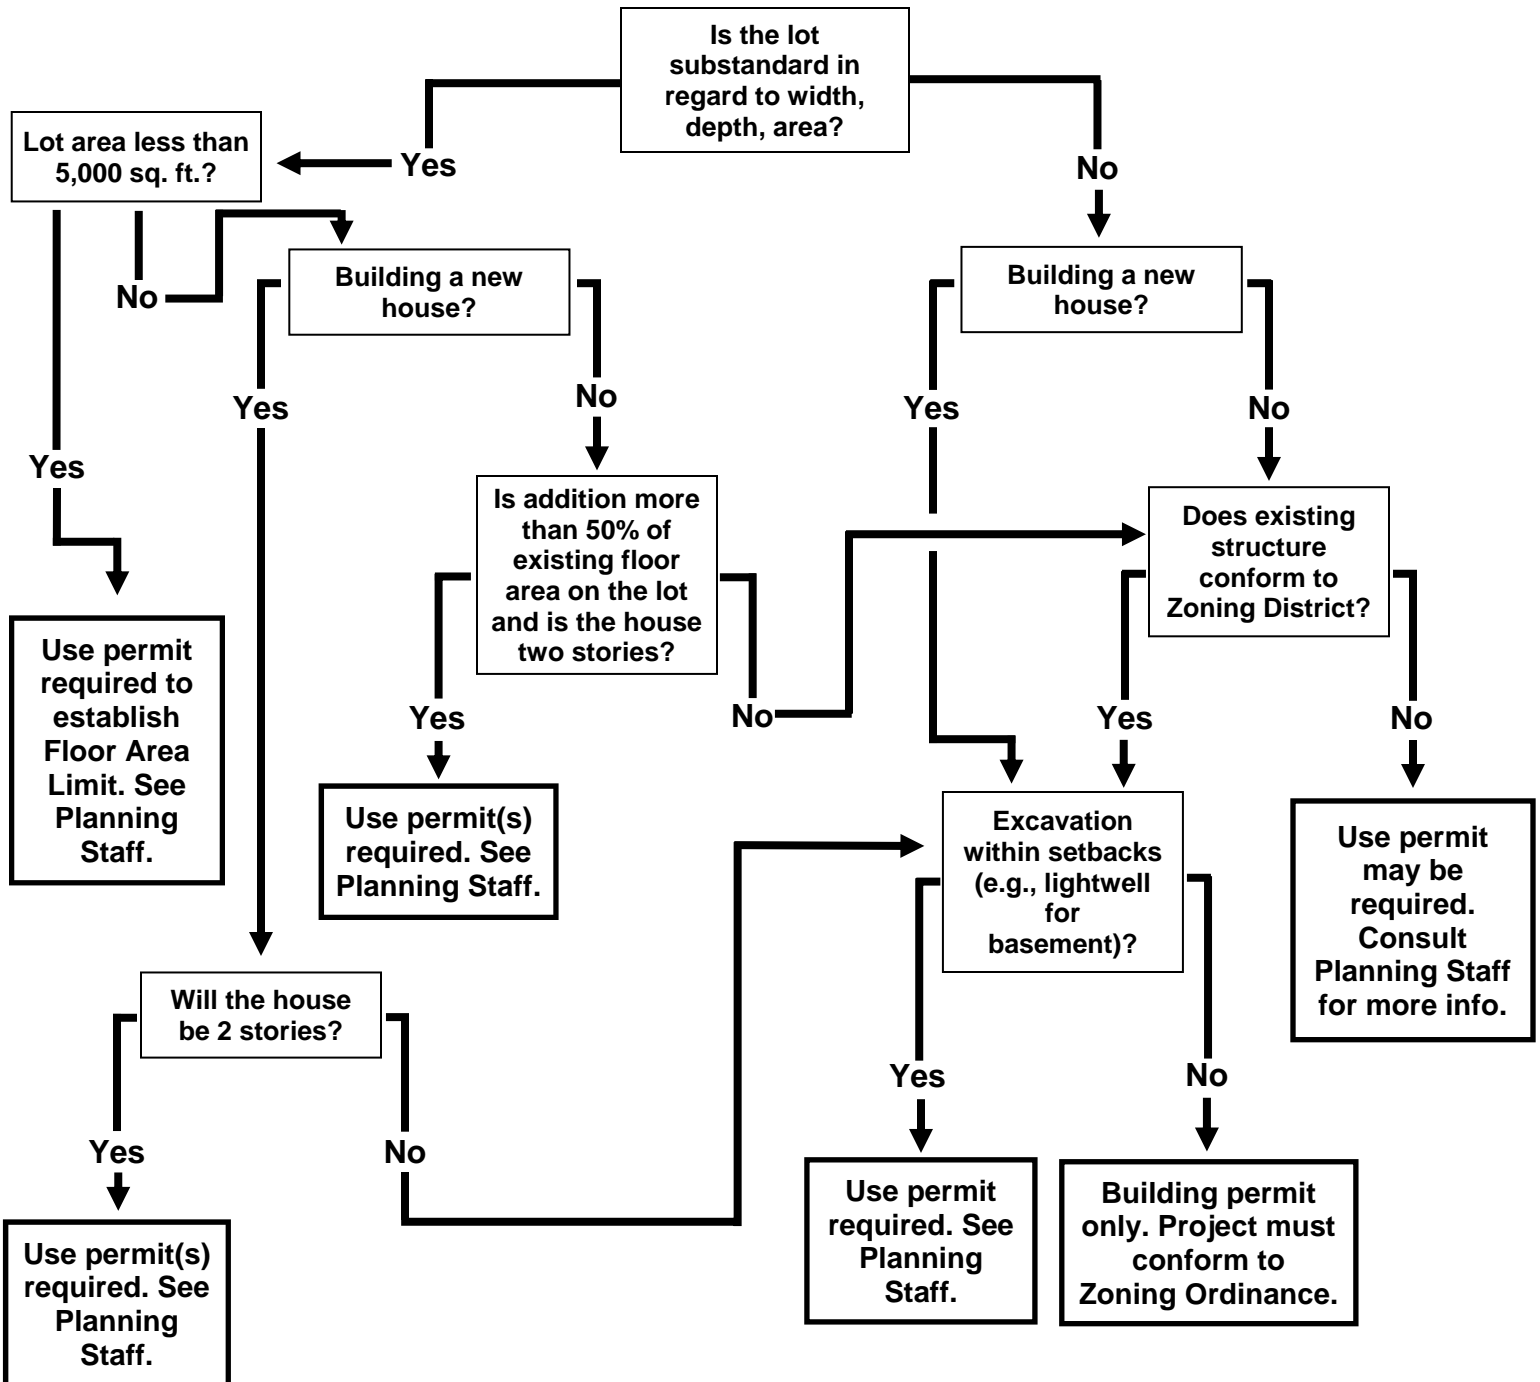 Is the lot
substandard in
regard to width,
depth, area?
Lot area less than
5,000 sq. ft.?
Yes
No
Building a new
house?
Building a new
house?
No
Yes
No
Yes
No
Yes
Is addition more
than 50% of
existing floor
area on the lot
and is the house
two stories?
Does existing
structure
conform to
Zoning District?
Use permit
required to
establish
Floor Area
Limit. See
Planning
Staff.
Yes
No
Yes
No
Use permit(s)
required. See
Planning Staff.
Excavation
within setbacks
(e.g., lightwell
for
basement)?
Use permit
may be
required.
Consult
Planning Staff
for more info.
Will the house
be 2 stories?
Yes
No
Yes
No
Use permit(s)
required. See
Planning
Staff.
Use permit
required. See
Planning
Staff.
Building permit
only. Project must
conform to
Zoning Ordinance.